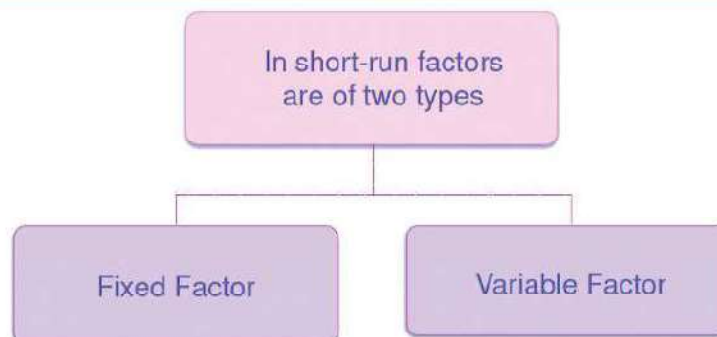 In short-run factors
are of two types
Fixed Factor
Variable Factor